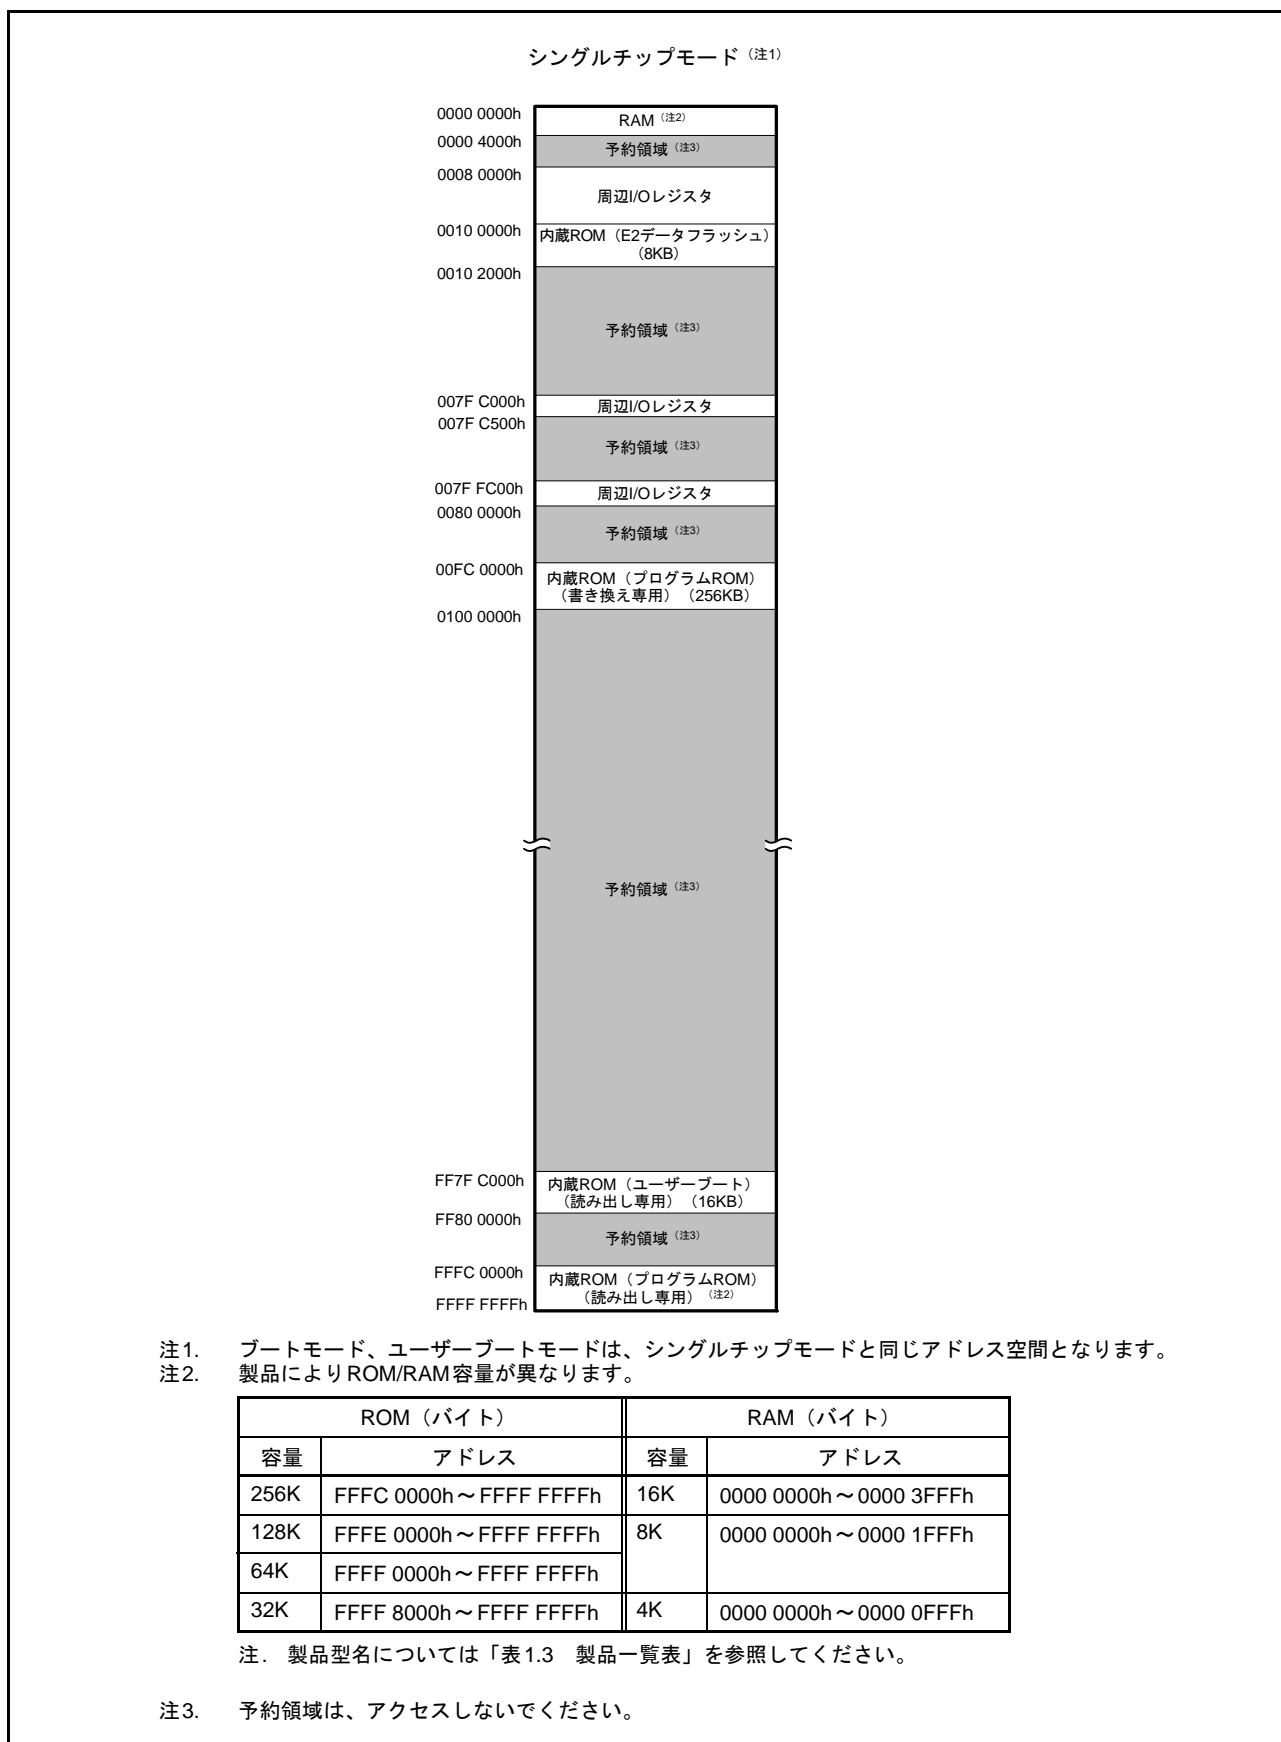 シングルチップモード（注1）
0000 0000h
RAM（注2）
0000 4000h
予約領域（注3）
0008 0000h
周辺I/Oレジスタ
0010 0000h
内蔵ROM（E2データフラッシュ）
（8KB）
0010 2000h
予約領域（注3）
007F C000h
周辺I/Oレジスタ
007F C500h
予約領域（注3）
007F FC00h
周辺I/Oレジスタ
0080 0000h
予約領域（注3）
00FC 0000h
内蔵ROM（プログラムROM）
（書き換え専用）（256KB）
0100 0000h
予約領域（注3）
FF7F C000h
内蔵ROM（ユーザーブート）
（読み出し専用）（16KB）
FF80 0000h
予約領域（注3）
FFFC 0000h
内蔵ROM（プログラムROM）
（読み出し専用）（注2）
FFFF FFFFh
注1. ブートモード、ユーザーブートモードは、シングルチップモードと同じアドレス空間となります。
注2. 製品によりROM/RAM容量が異なります。
ROM（バイト） RAM（バイト）
容量 アドレス 容量 アドレス
256K FFFC 0000h～FFFF FFFFh 16K 0000 0000h～0000 3FFFh
128K FFFE 0000h～FFFF FFFFh 8K 0000 0000h～0000 1FFFh
64K FFFF 0000h～FFFF FFFFh
32K FFFF 8000h～FFFF FFFFh 4K 0000 0000h～0000 0FFFh
注. 製品型名については「表1.3 製品一覧表」を参照してください。
注3. 予約領域は、アクセスしないでください。